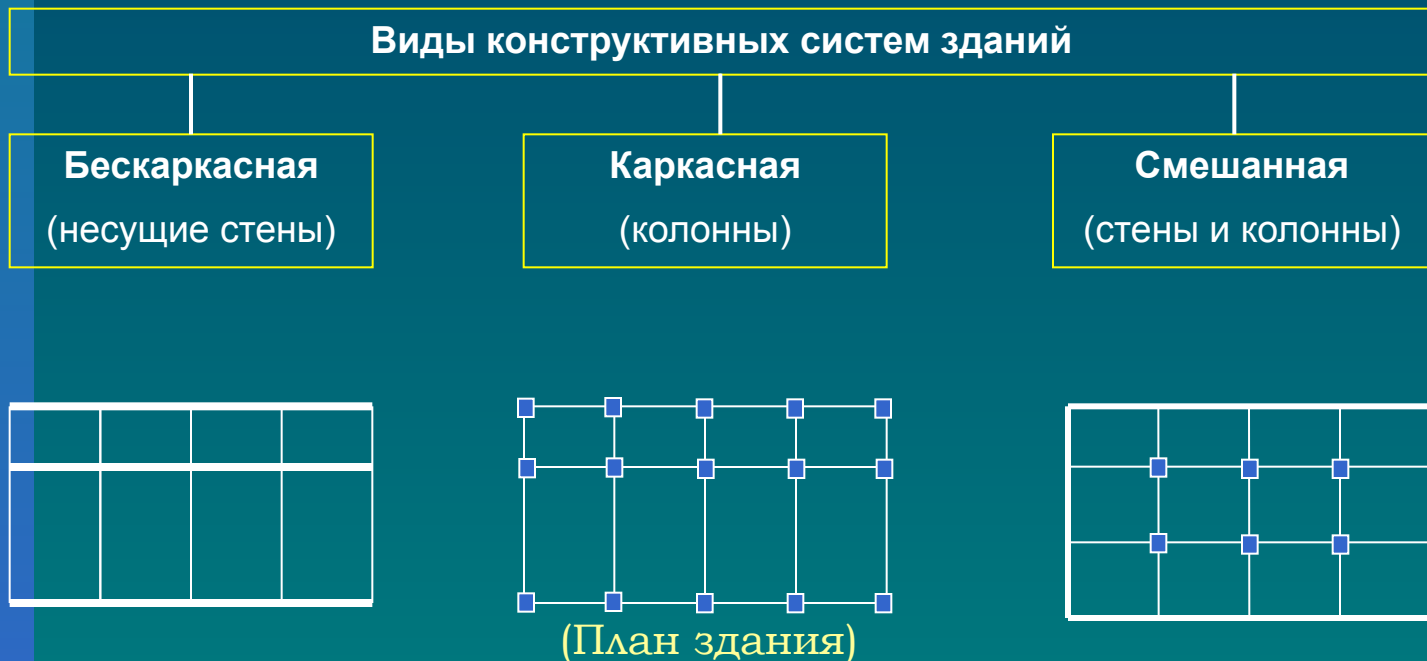 Виды конструктивных систем зданий
Бескаркасная
(несущие стены)
Каркасная
(колонны)
Смешанная
(стены и колонны)
(План здания)